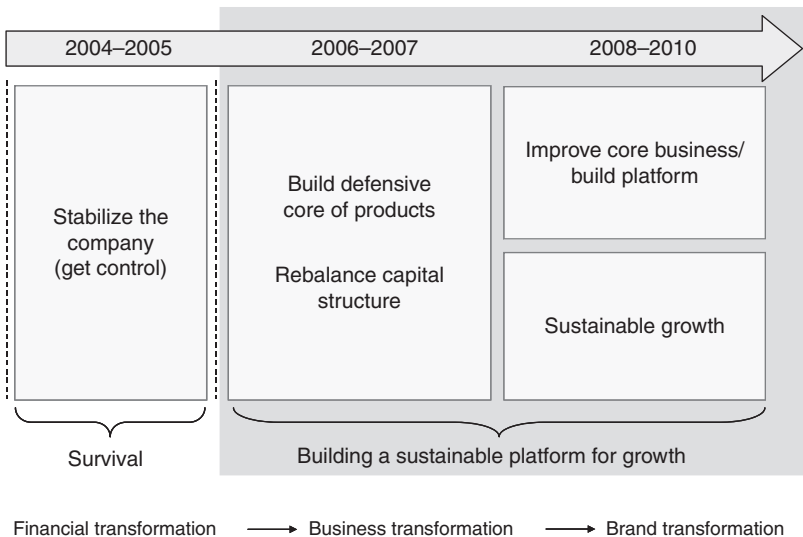 2004–2005
2006–2007
2008–2010
Stabilize the
company
(get control)
Build defensive
core of products
Rebalance capital
structure
Improve core business/
build platform
Sustainable growth
Survival
Building a sustainable platform for growth
Financial transformation
Business transformation
Brand transformation